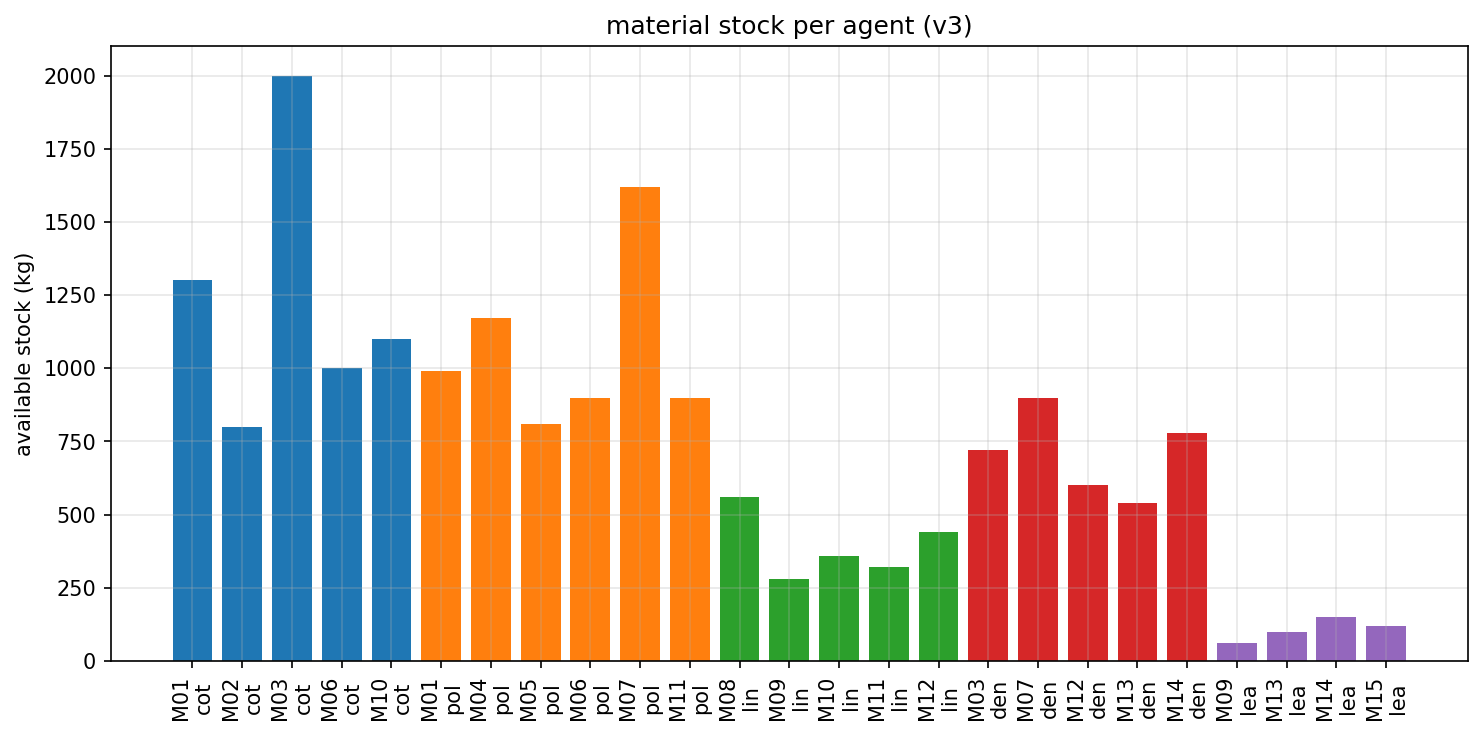 material stock per agent (v3)
available stock (kg)
2000
1750
1500
1250
1000
750
500
250
0
M01
cot
M02
cot
M03
cot
M06
cot
M10
cot
M01
pol
M04
pol
M05
pol
M06
pol
M07
pol
M11
pol
M08
lin
M09
lin
M10
lin
M11
lin
M12
lin
M03
den
M07
den
M12
den
M13
den
M14
den
M09
lea
M13
lea
M14
lea
M15
lea